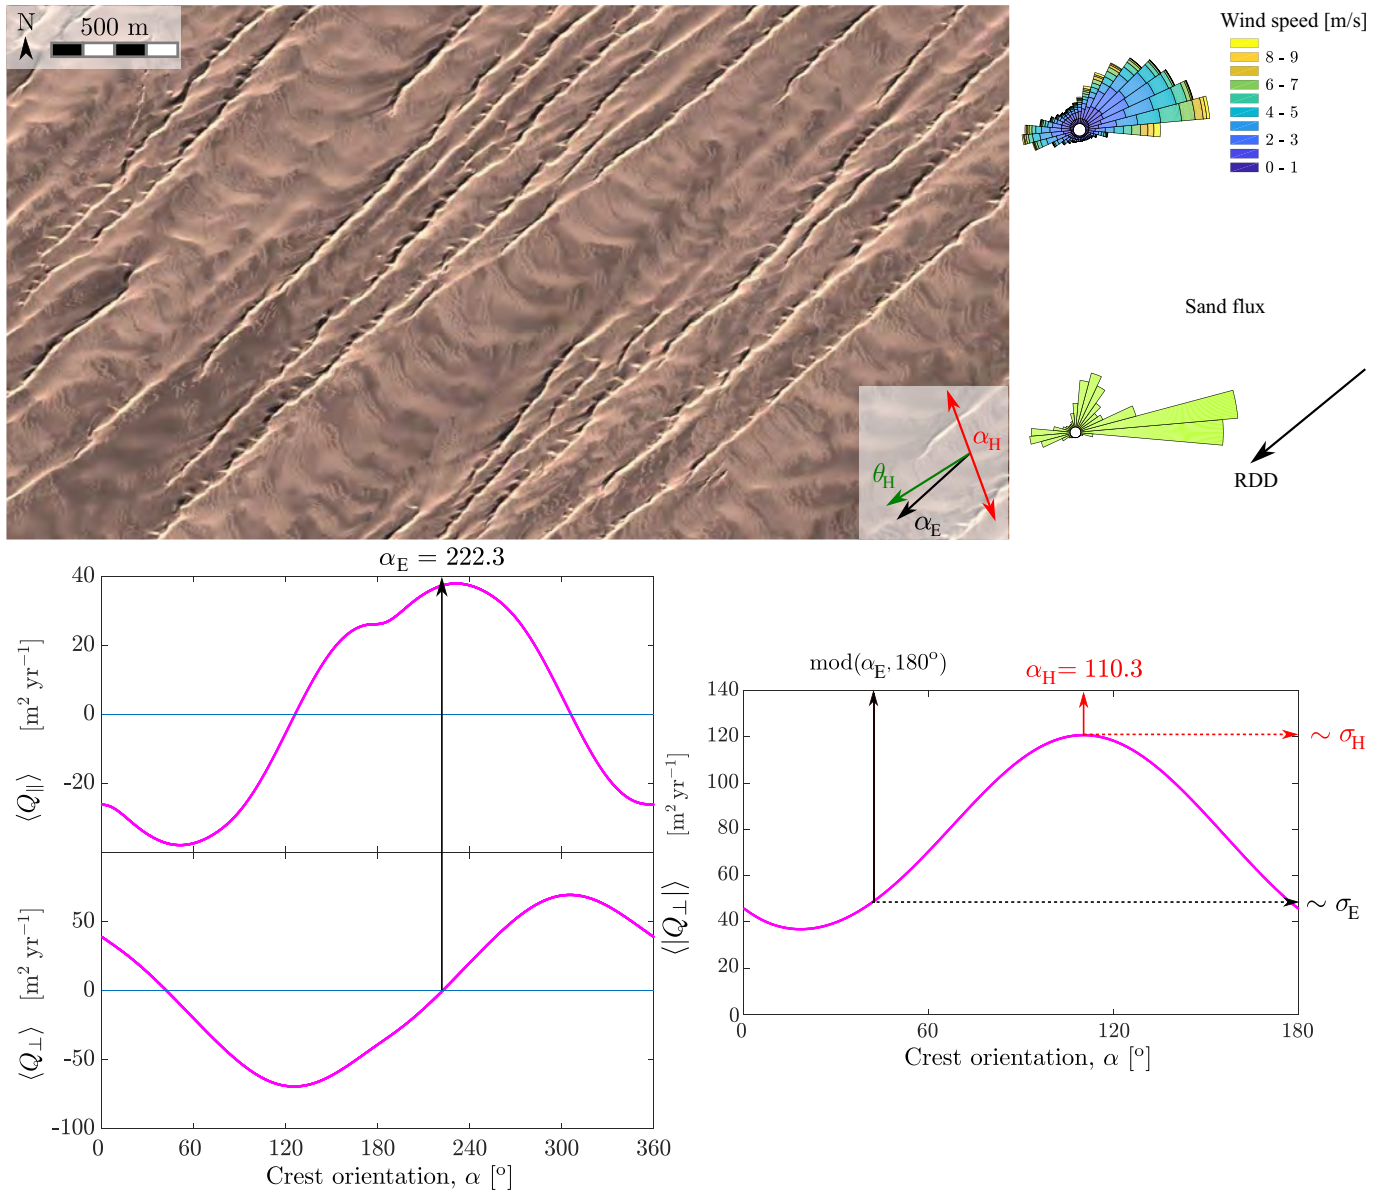 N
500 m
Wind speed [m/s]
8 - 9
6 - 7
4 - 5
2 - 3
0 - 1
Sand flux
RDD
α_H
θ_H
α_E
α_E = 222.3
40
20
0
-20
⟨Q_∥⟩ [m² yr⁻¹]
50
0
-50
-100
⟨Q_⊥⟩ [m² yr⁻¹]
0 60 120 180 240 300 360
Crest orientation, α [°]
mod(α_E, 180°)
α_H = 110.3
140
120
100
80
60
40
20
0
⟨|Q_⊥|⟩ [m² yr⁻¹]
∼ σ_H
∼ σ_E
0 60 120 180
Crest orientation, α [°]